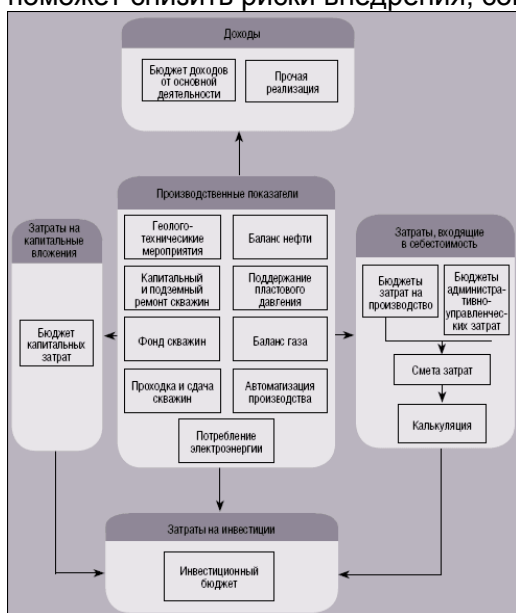 поможет снизить риски внедрения,
Доходы
Бюджет доходов
от основной
деятельности
Прочая
реализация
Производственные показатели
Геолого-
технические
мероприятия
Баланс нефти
Капитальный
и подземный
ремонт скважин
Поддержание
пластового
давления
Фонд скважин
Баланс газа
Проходка и сдача
скважин
Автоматизация
производства
Потребление
электроэнергии
Затраты на
капитальные
вложения
Бюджет
капитальных
затрат
Затраты, входящие
в себестоимость
Бюджеты
затрат на
производство
Бюджеты
администра-
тивно-
управленчес-
ких затрат
Смета затрат
Калькуляция
Затраты на инвестиции
Инвестиционный
бюджет